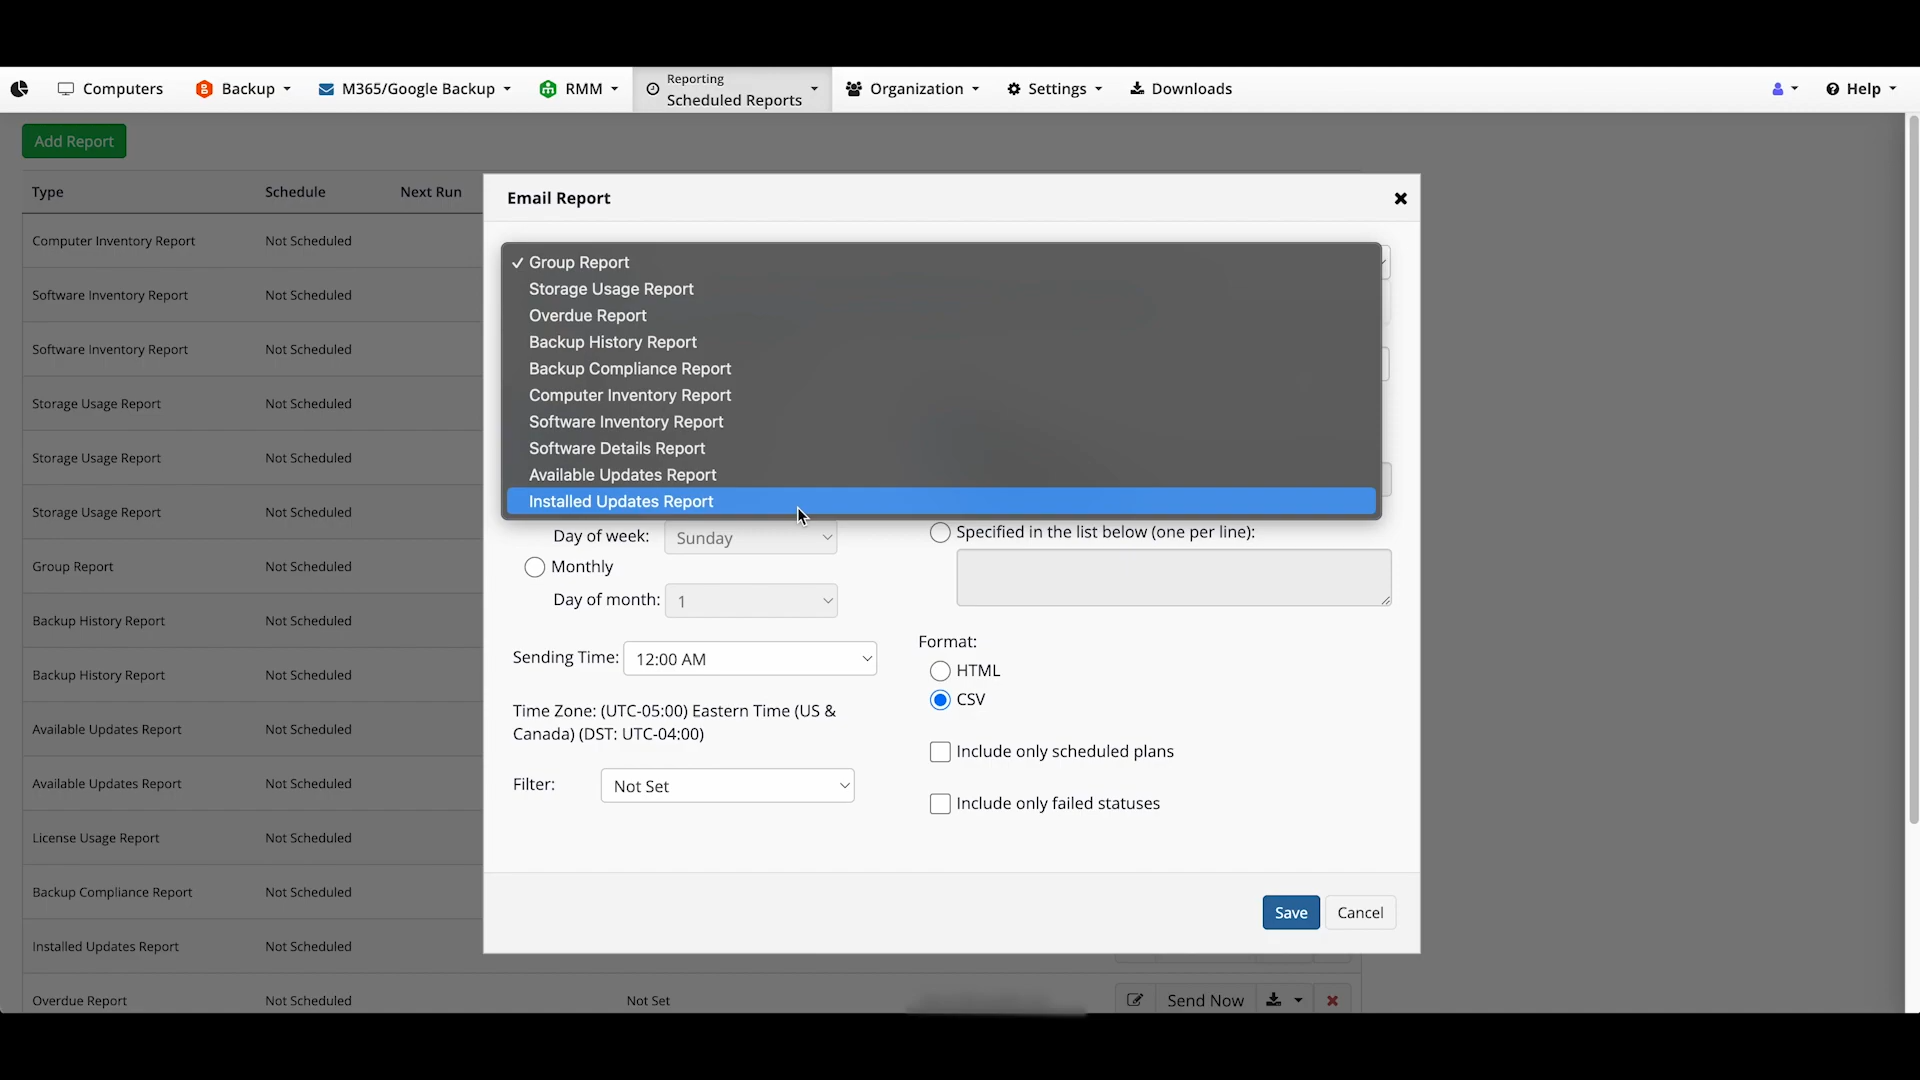 Computers
Backup
M365/Google Backup
RMM
Reporting
Scheduled Reports
Organization
Settings
Downloads
Help
Add Report
Type Schedule Next Run
Email Report
Computer Inventory Report Not Scheduled
Software Inventory Report Not Scheduled
Software Inventory Report Not Scheduled
Storage Usage Report Not Scheduled
Storage Usage Report Not Scheduled
Storage Usage Report Not Scheduled
Group Report Not Scheduled
Backup History Report Not Scheduled
Backup History Report Not Scheduled
Available Updates Report Not Scheduled
Available Updates Report Not Scheduled
License Usage Report Not Scheduled
Backup Compliance Report Not Scheduled
Installed Updates Report Not Scheduled
Overdue Report Not Scheduled Not Set Send Now
✓ Group Report
Storage Usage Report
Overdue Report
Backup History Report
Backup Compliance Report
Computer Inventory Report
Software Inventory Report
Software Details Report
Available Updates Report
Installed Updates Report
Day of week: Sunday
Monthly
Day of month: 1
Sending Time: 12:00 AM
Time Zone: (UTC-05:00) Eastern Time (US &
Canada) (DST: UTC-04:00)
Filter: Not Set
Specified in the list below (one per line):
Format:
HTML
CSV
Include only scheduled plans
Include only failed statuses
Save
Cancel